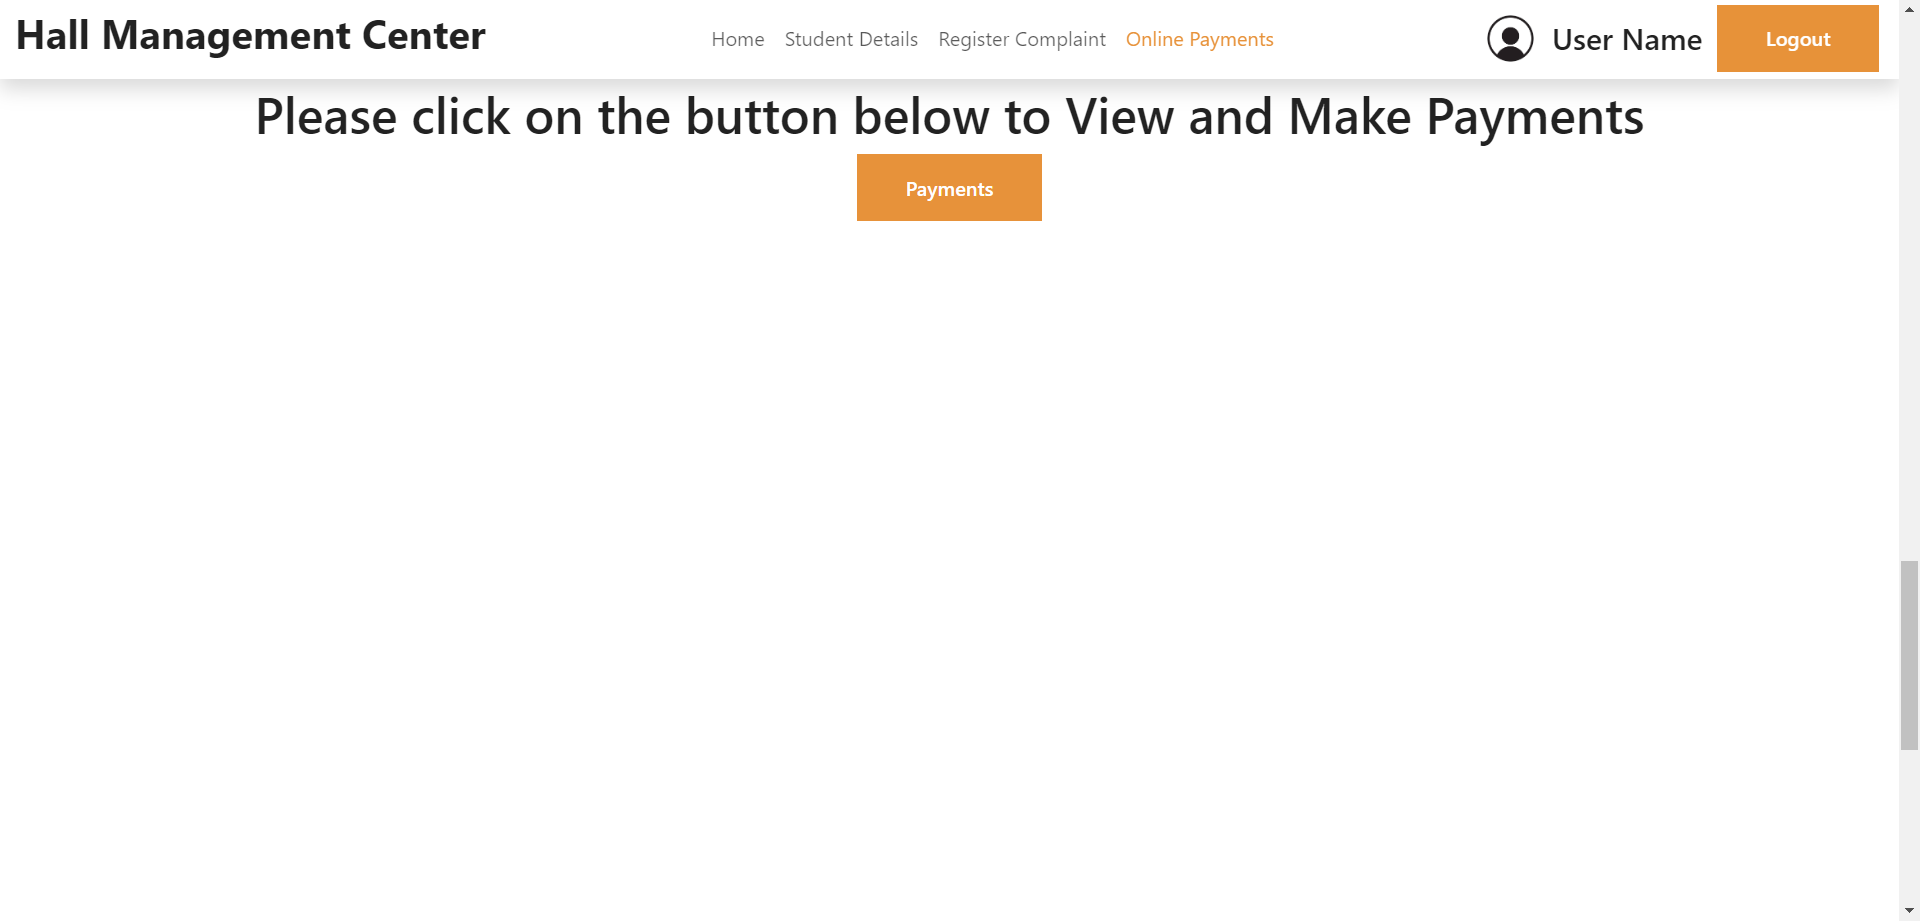 Hall Management Center
Home Student Details Register Complaint Online Payments
User Name
Logout
Please click on the button below to View and Make Payments
Payments